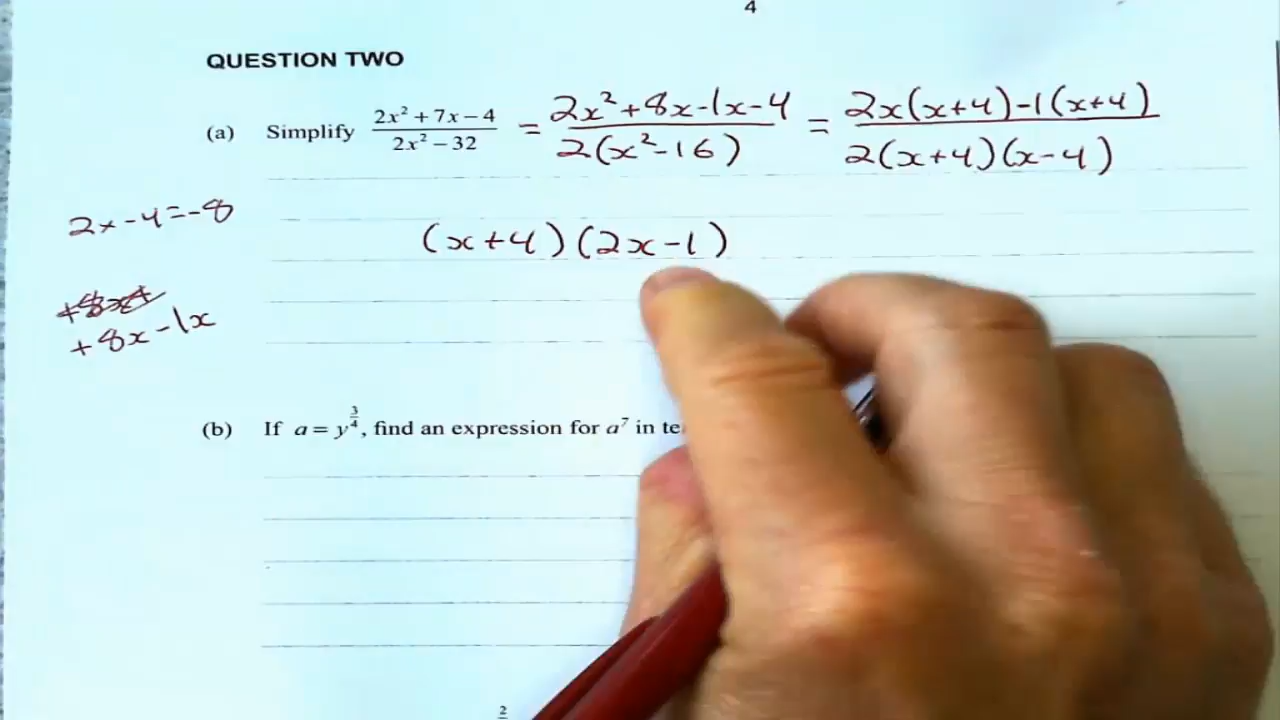 4
QUESTION TWO
(a) Simplify (2x² + 7x − 4)/(2x² − 32) = (2x² + 8x − 1x − 4)/(2(x² − 16)) = (2x(x+4) − 1(x+4))/(2(x+4)(x−4))
2x − 4 = −8
(x+4)(2x−1)
+8x − 1x
(b) If a = y^(3/4), find an expression for a⁷ in
2